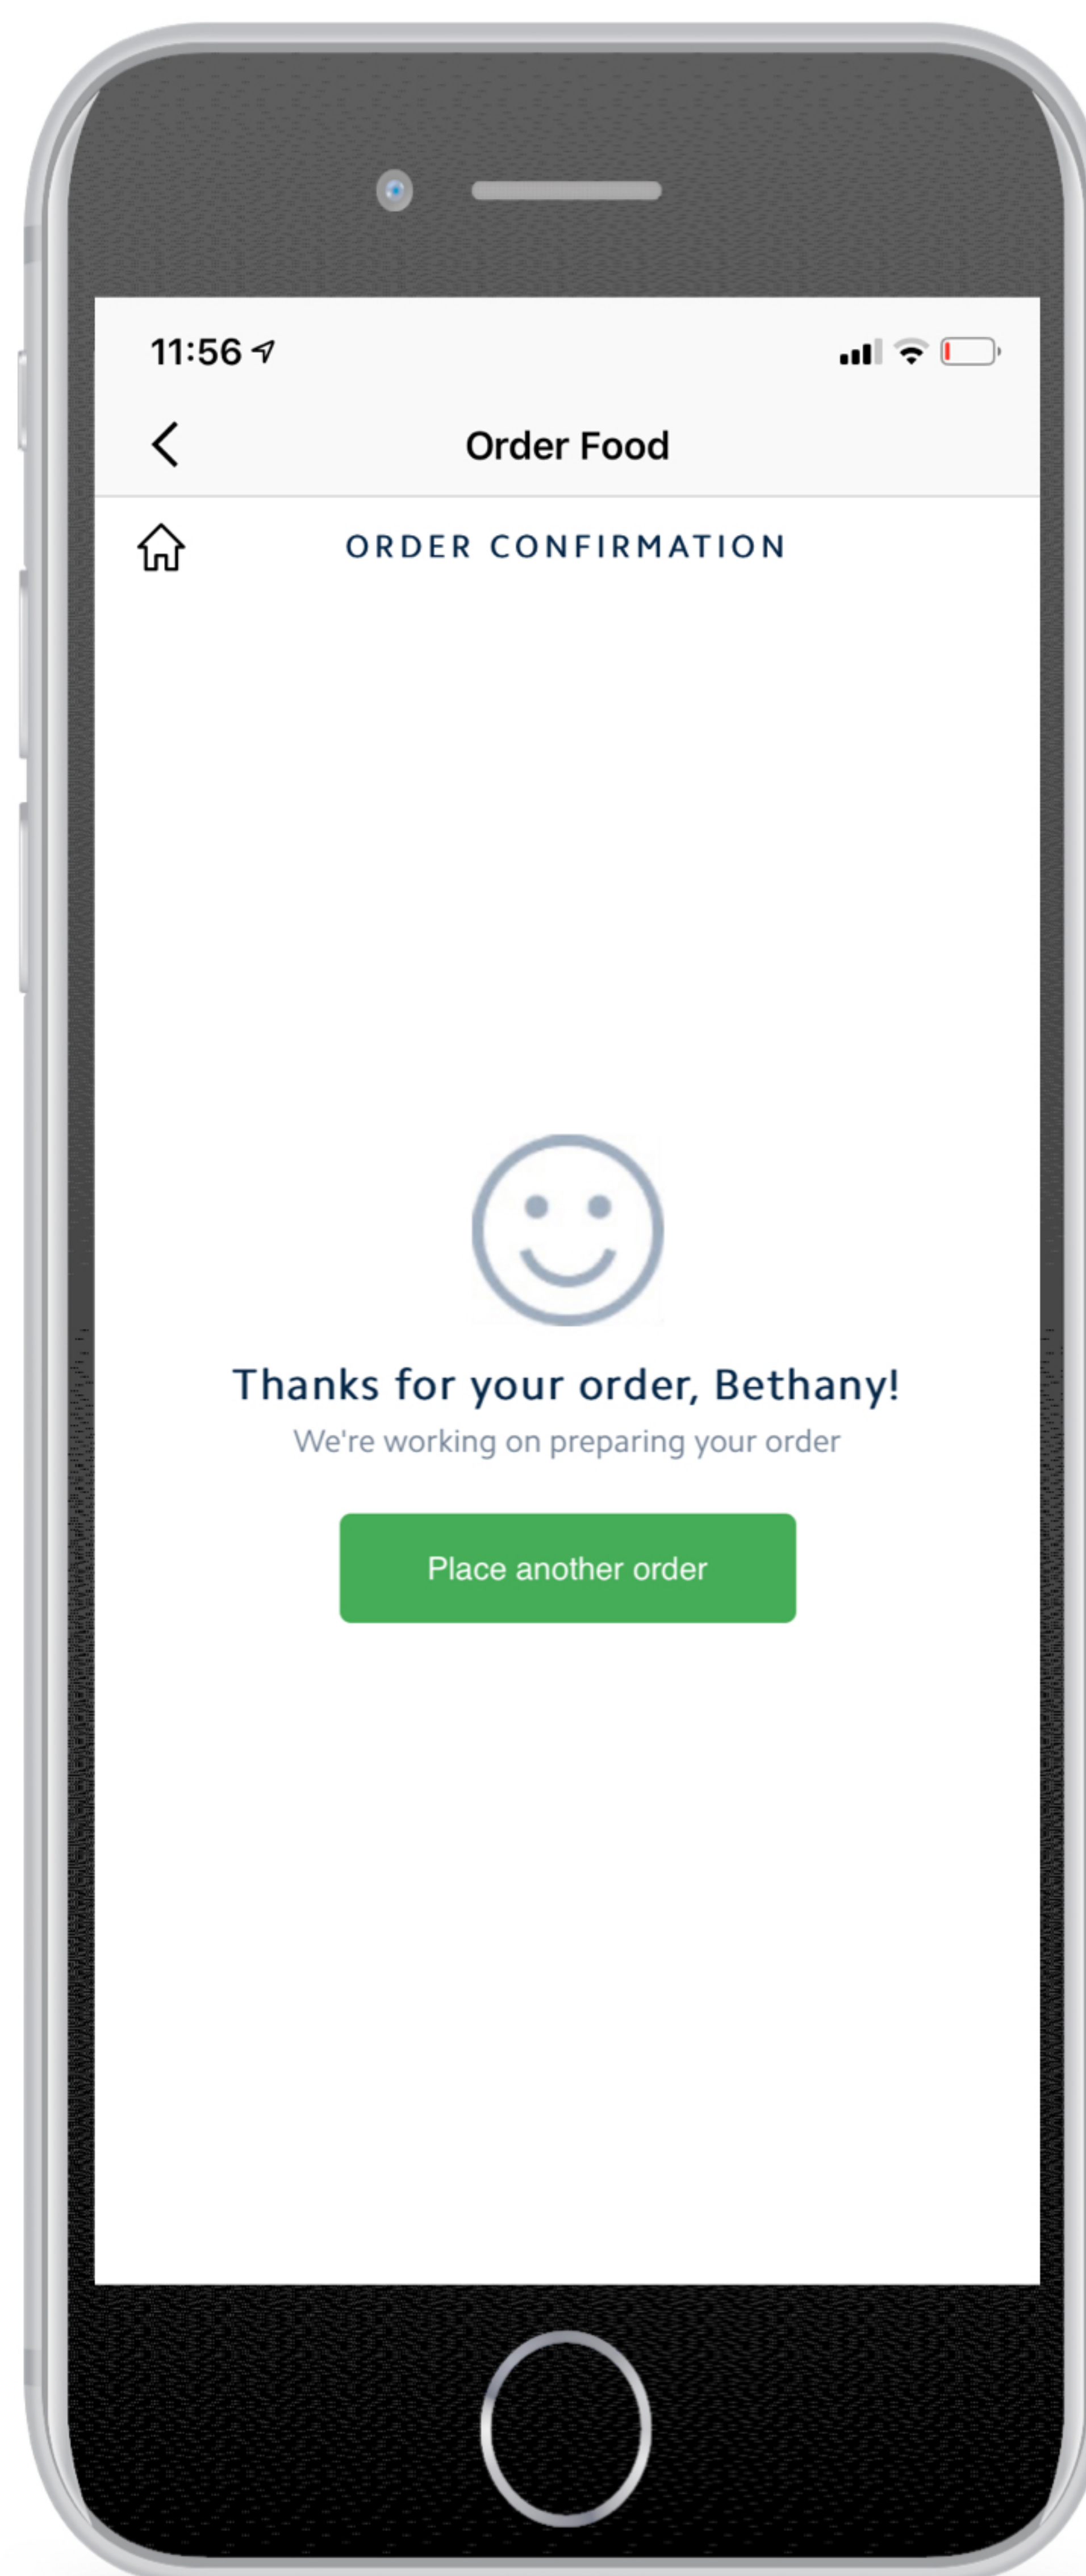 11:56
Order Food
ORDER CONFIRMATION
Thanks for your order, Bethany!
We're working on preparing your order
Place another order